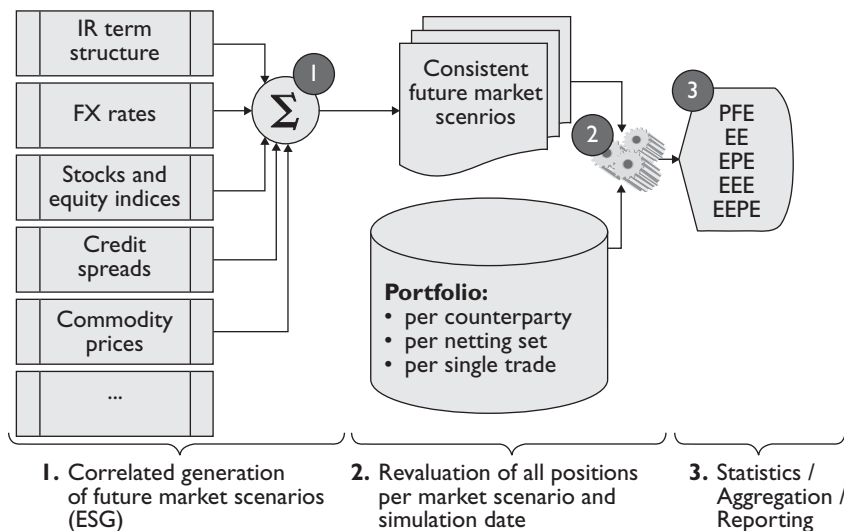 IR term
structure
FX rates
Stocks and
equity indices
Credit
spreads
Commodity
prices
...
Σ
1
Consistent
future market
scenrios
2
Portfolio:
• per counterparty
• per netting set
• per single trade
3
PFE
EE
EPE
EEE
EEPE
1. Correlated generation
of future market scenarios
(ESG)
2. Revaluation of all positions
per market scenario and
simulation date
3. Statistics /
Aggregation /
Reporting